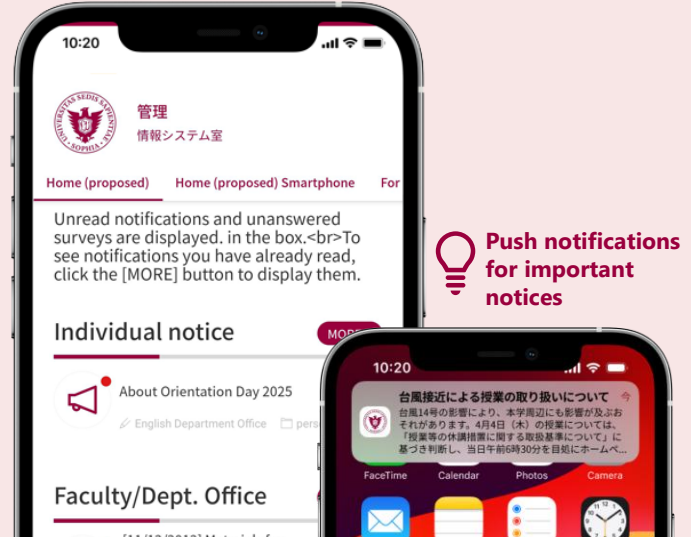 10:20
UNIVERSITAS SEDIS SAPIENTIAE
SOPHIA
管理
情報システム室
Home (proposed) Home (proposed) Smartphone For
Unread notifications and unanswered
surveys are displayed. in the box.<br>To
see notifications you have already read,
click the [MORE] button to display them.
Individual notice
MORE
About Orientation Day 2025
English Department Office
Faculty/Dept. Office
Push notifications
for important
notices
10:20
台風接近による授業の取り扱いについて 今
台風14号の影響により、本学周辺にも影響が及ぶお
それがあります。4月4日（木）の授業については、
「授業等の休講措置に関する取扱基準について」に
基づき判断し、当日午前6時30分を目処にホームペ...
FaceTime Calendar Photos Camera